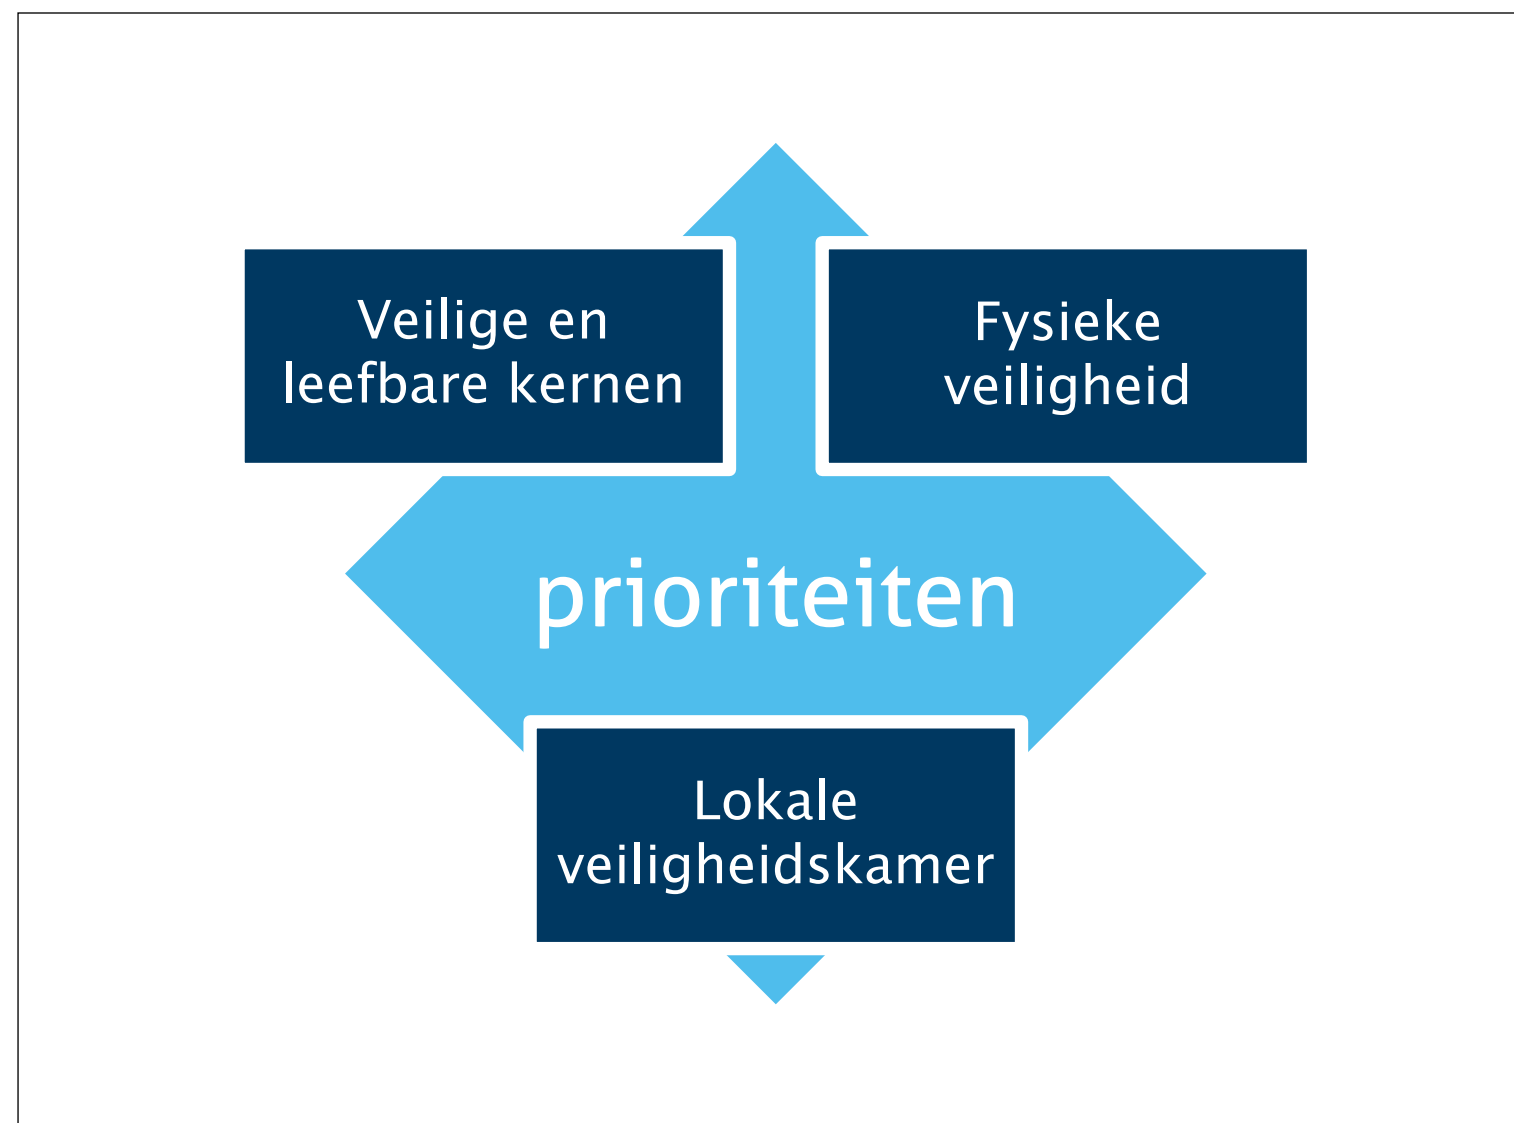 Veilige en
leefbare kernen
Fysieke
veiligheid
prioriteiten
Lokale
veiligheidskamer